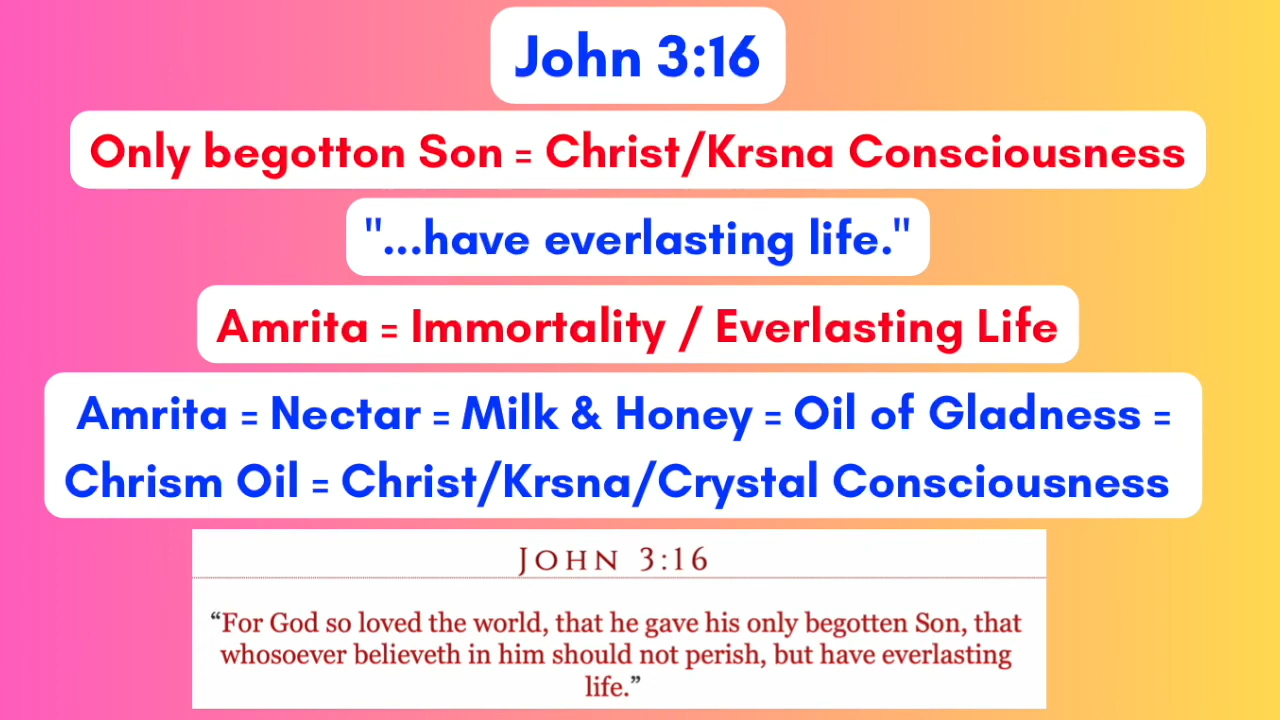 John 3:16
Only begotton Son = Christ/Krsna Consciousness
"...have everlasting life."
Amrita = Immortality / Everlasting Life
Amrita = Nectar = Milk & Honey = Oil of Gladness =
Chrism Oil = Christ/Krsna/Crystal Consciousness
JOHN 3:16
“For God so loved the world, that he gave his only begotten Son, that
whosoever believeth in him should not perish, but have everlasting
life.”